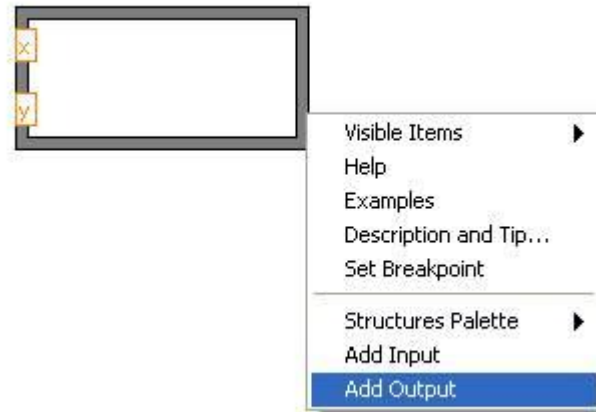 x
y
Visible Items
Help
Examples
Description and Tip...
Set Breakpoint
Structures Palette
Add Input
Add Output